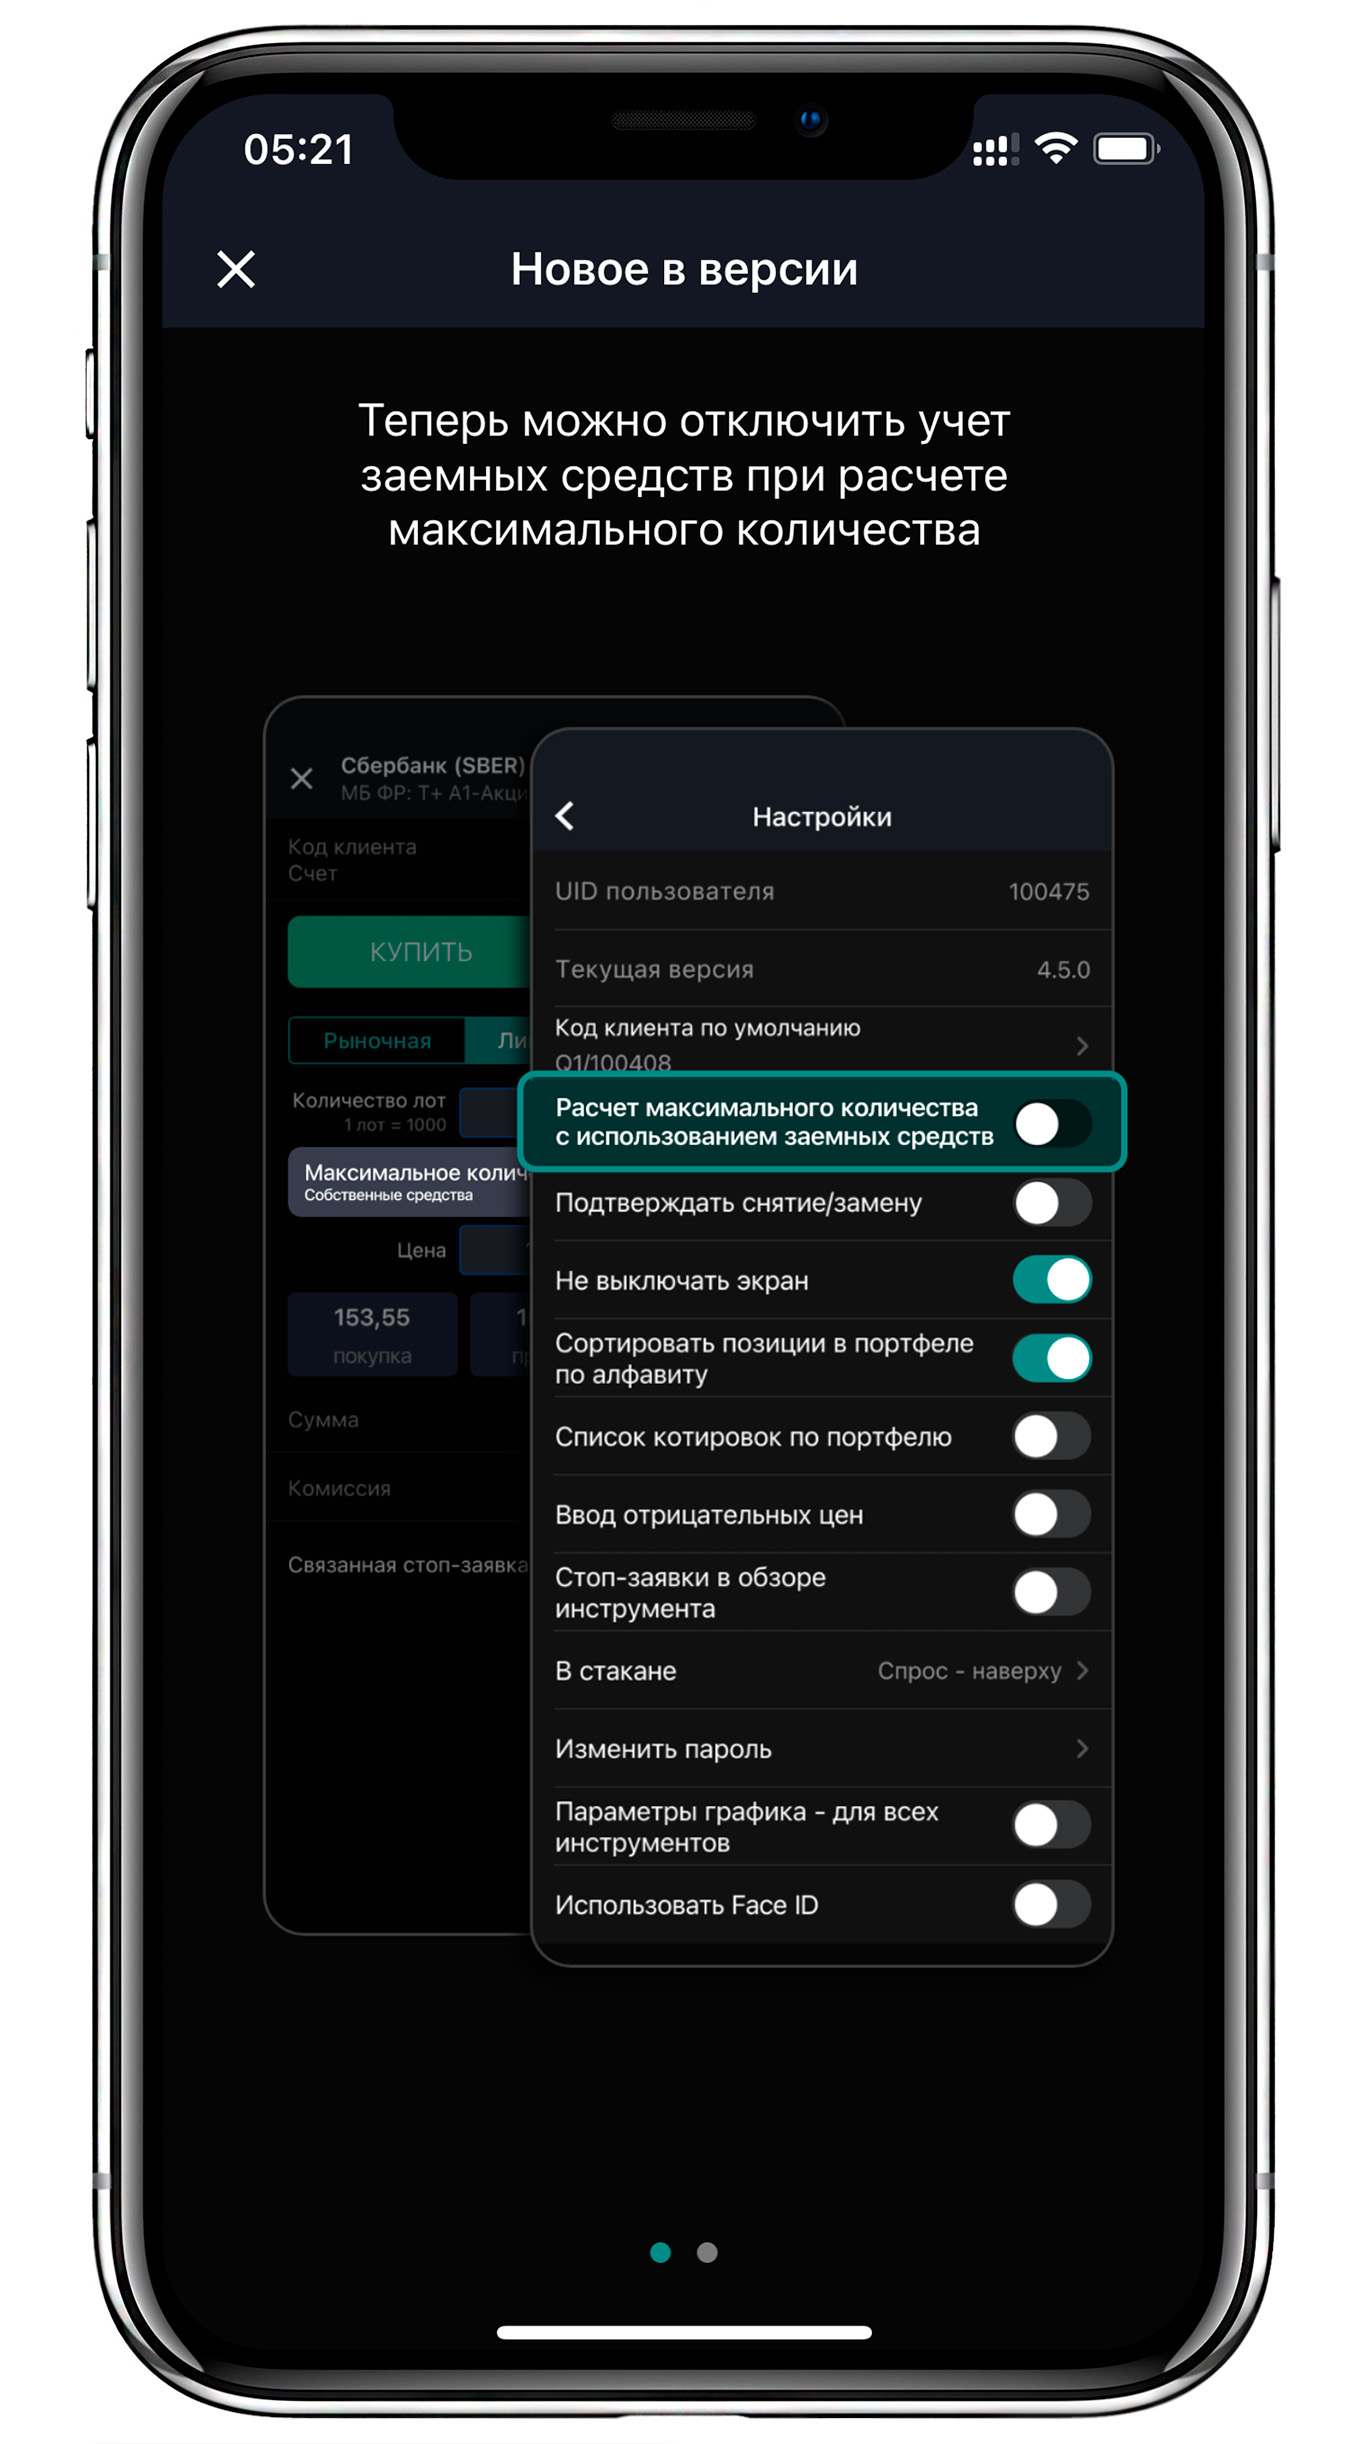 05:21
Новое в версии
Теперь можно отключить учет
заемных средств при расчете
максимального количества
Сбербанк (SBER)
МБ ФР: Т+ А1-Акци
Код клиента
Счет
КУПИТЬ
Рыночная
Количество лот
1 лот = 1000
Максимальное
Собственные средства
Цена
153,55
покупка
Сумма
Комиссия
Связанная стоп-заявка
Настройки
UID пользователя 100475
Текущая версия 4.5.0
Код клиента по умолчанию
Q1/100408
Расчет максимального количества
с использованием заемных средств
Подтверждать снятие/замену
Не выключать экран
Сортировать позиции в портфеле
по алфавиту
Список котировок по портфелю
Ввод отрицательных цен
Стоп-заявки в обзоре
инструмента
В стакане Спрос - наверху
Изменить пароль
Параметры графика - для всех
инструментов
Использовать Face ID